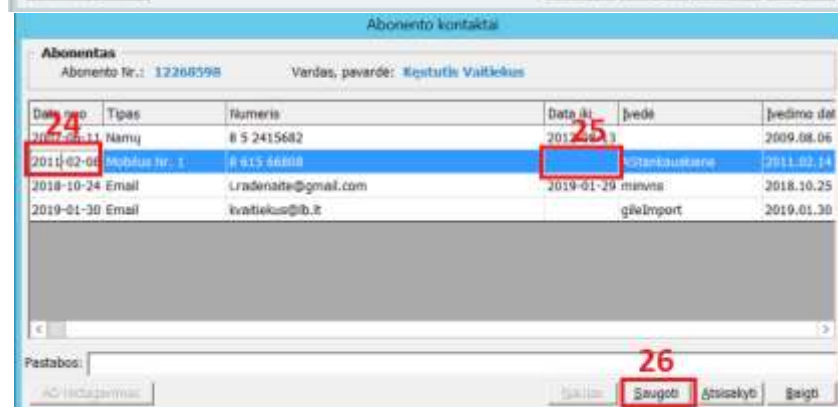 Abonento kontaktai
Abonentas
Abonento Nr.: 12268598 Vardas, pavardė: Kęstutis Vaitiekus
Data nuo Tipas Numeris Data iki Įvedė Įvedimo dat
24 25
Namų 8 5 2415682 2009.08.06
2011-02-08 Mobilus Nr. 1 8 615 66808 2011.02.14
2018-10-24 Email i.radenaite@gmail.com 2019-01-29 2018.10.25
2019-01-30 Email kvaitiekus@lb.lt gileImport 2019.01.30
Pastabos:
26
Saugoti Atsisakyti Baigti